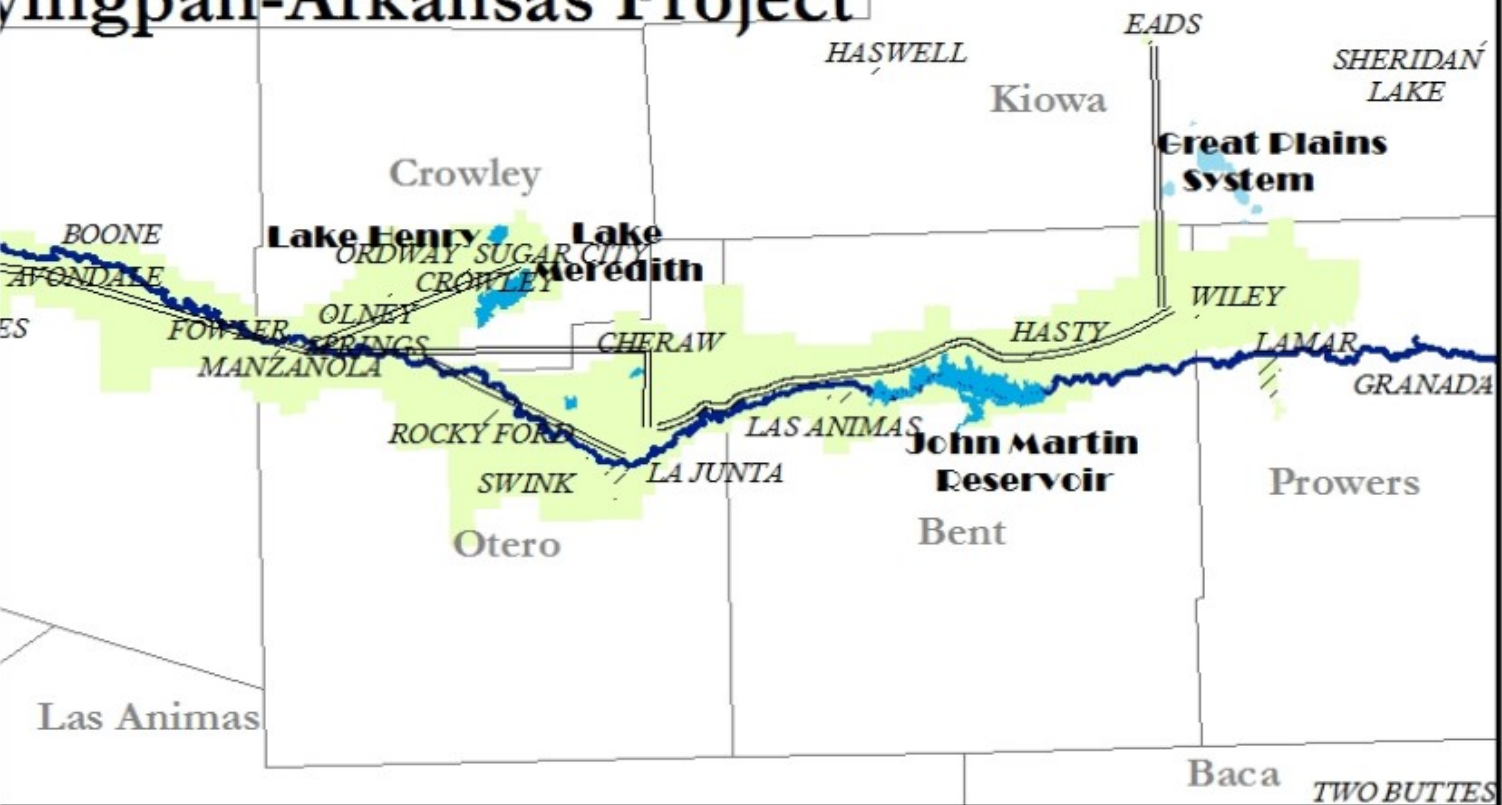 yingpan-Arkansas Project
EADS
HASWELL
SHERIDAN
LAKE
Kiowa
Great Plains
System
Crowley
BOONE
Lake Henry
Lake
ORDWAY
SUGAR CITY
Meredith
AVONDALE
CROWLEY
WILEY
OLNEY
SPRINGS
ES
FOWLER
CHERAW
HASTY
LAMAR
MANZANOLA
GRANADA
ROCKY FORD
LAS ANIMAS
John Martin
Reservoir
SWINK
LA JUNTA
Prowers
Otero
Bent
Las Animas
Baca
TWO BUTTES